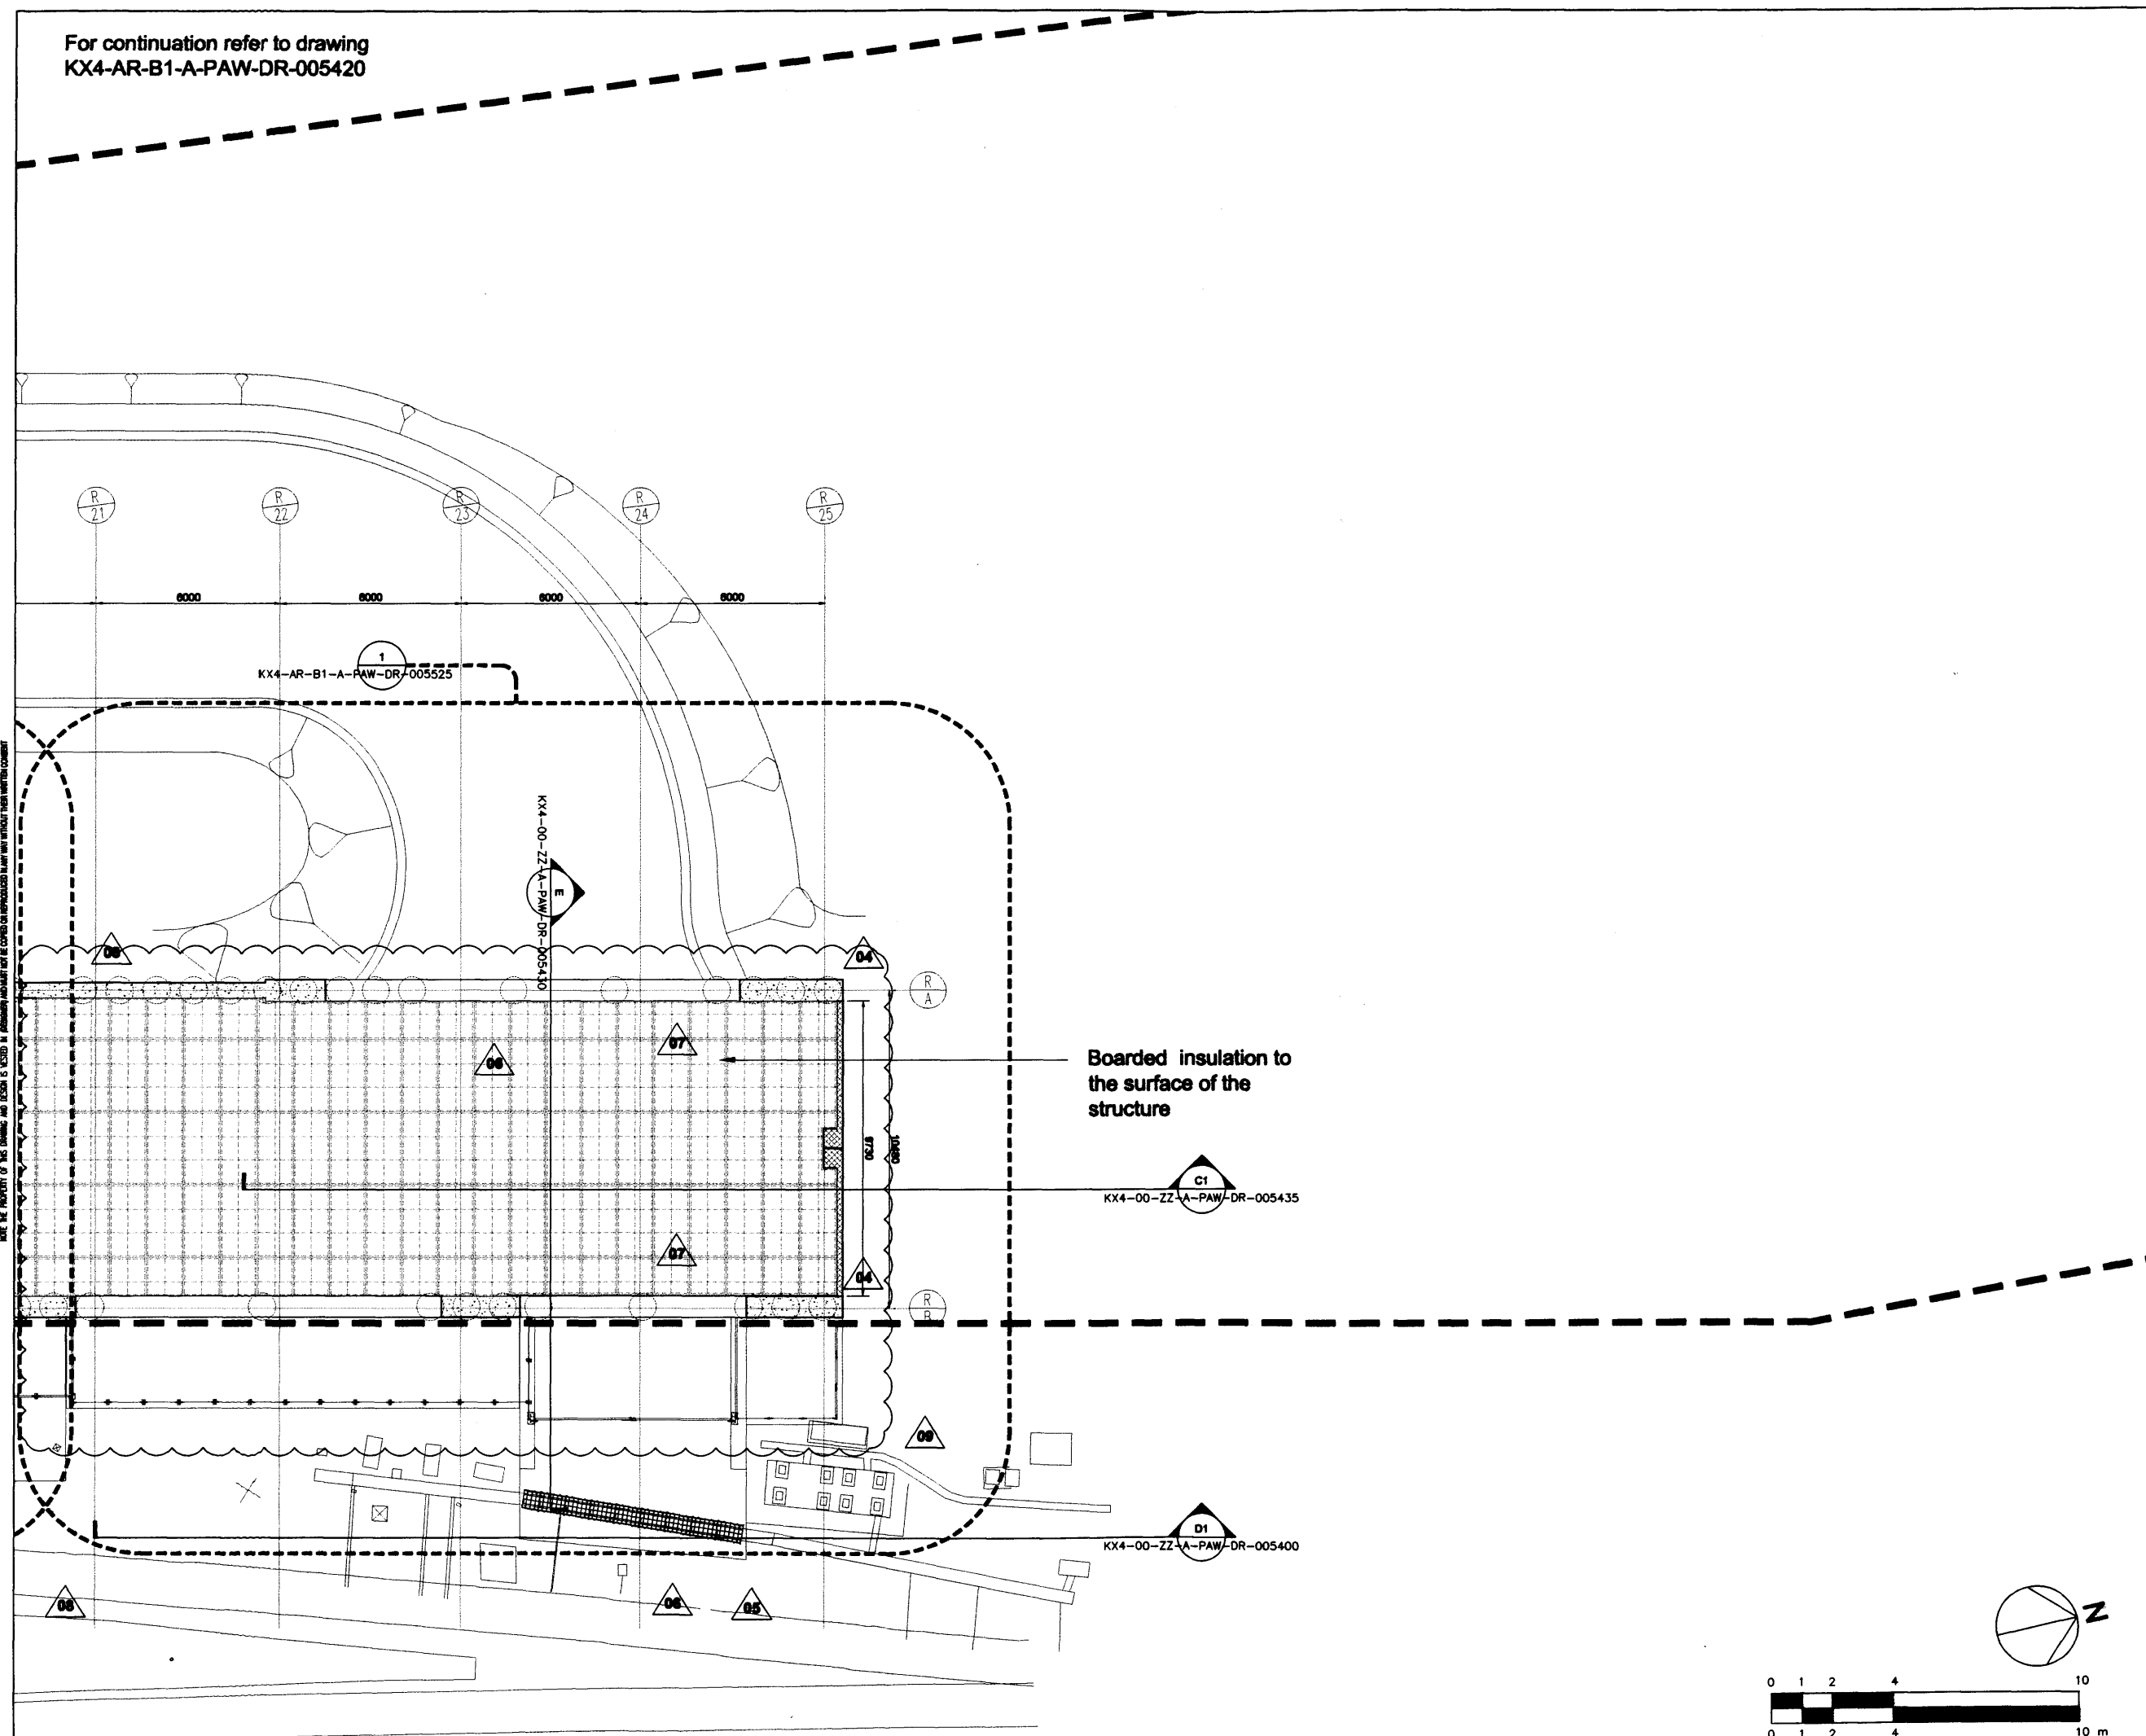 For continuation refer to drawing
KX4-AR-B1-A-PAW-DR-005420
R
21
R
22
R
23
R
24
R
25
6000
6000
6000
6000
1
KX4-AR-B1-A-PAW-DR-005525
KX4-00-ZZ-A-PAW-DR-005430
E
04
R
A
07
06
Boarded insulation to
the surface of the
structure
9730
C1
KX4-00-ZZ-A-PAW-DR-005435
07
04
R
B
09
D1
KX4-00-ZZ-A-PAW-DR-005400
08
06
05
N
0 1 2 4 10
0 1 2 4 10 m